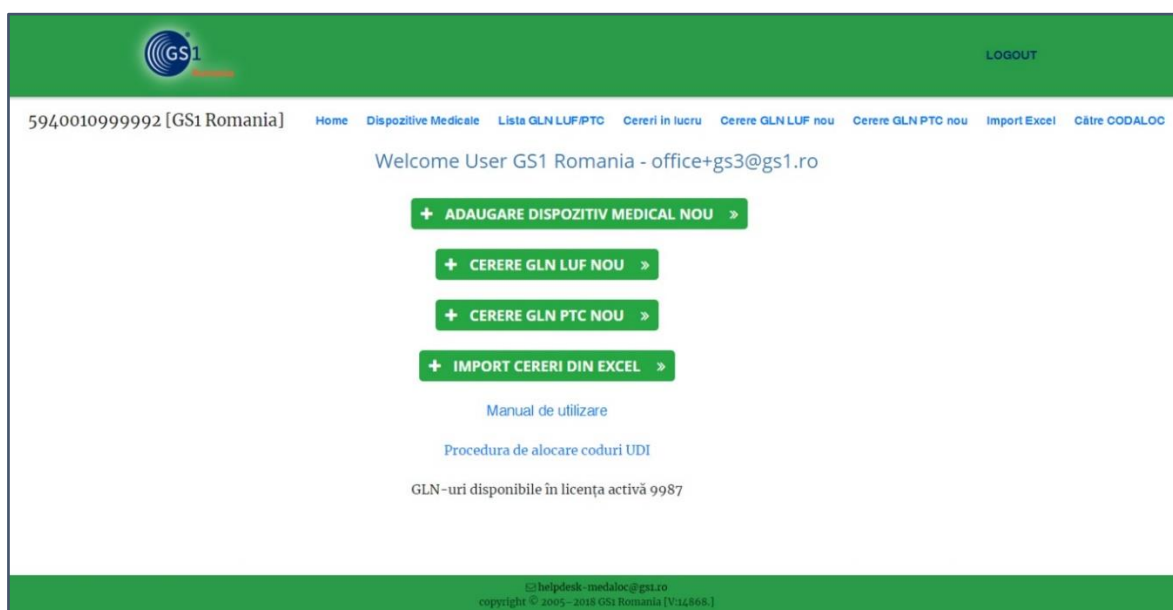 GS1
Romania
LOGOUT
5940010999992 [GS1 Romania] Home Dispozitive Medicale Lista GLN LUF/PTC Cereri in lucru Cerere GLN LUF nou Cerere GLN PTC nou Import Excel Către CODALOC
Welcome User GS1 Romania - office+gs3@gs1.ro
+ ADAUGARE DISPOZITIV MEDICAL NOU »
+ CERERE GLN LUF NOU »
+ CERERE GLN PTC NOU »
+ IMPORT CERERI DIN EXCEL »
Manual de utilizare
Procedura de alocare coduri UDI
GLN-uri disponibile în licența activă 9987
helpdesk-medaloc@gs1.ro
copyright © 2005-2018 GS1 Romania [V:14868.]